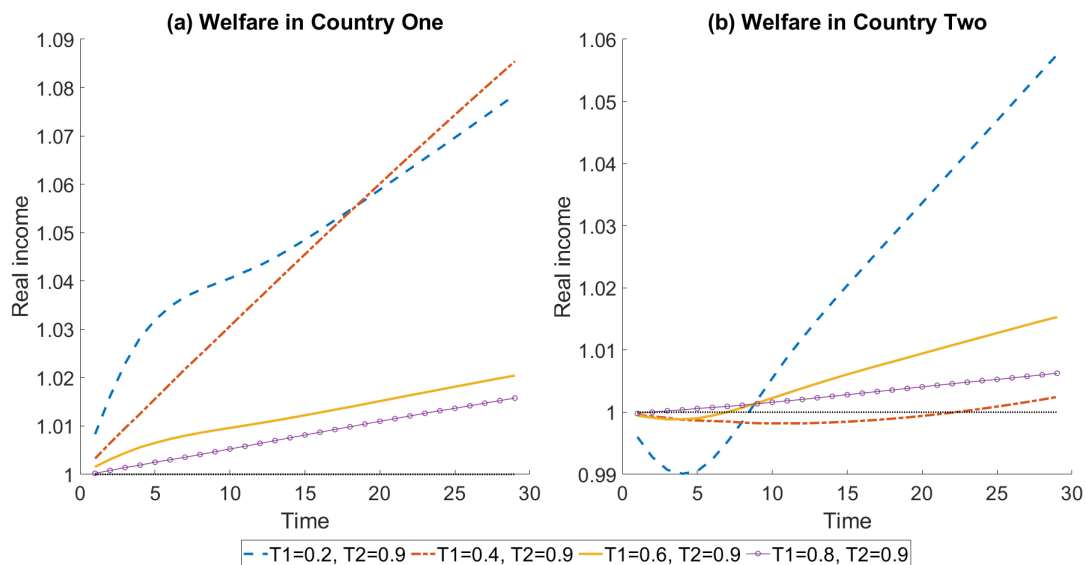 (a) Welfare in Country One
1.09
1.08
1.07
1.06
1.05
1.04
1.03
1.02
1.01
1
Real income
0 5 10 15 20 25 30
Time
(b) Welfare in Country Two
1.06
1.05
1.04
1.03
1.02
1.01
1
0.99
Real income
0 5 10 15 20 25 30
Time
T1=0.2, T2=0.9 T1=0.4, T2=0.9 T1=0.6, T2=0.9 T1=0.8, T2=0.9